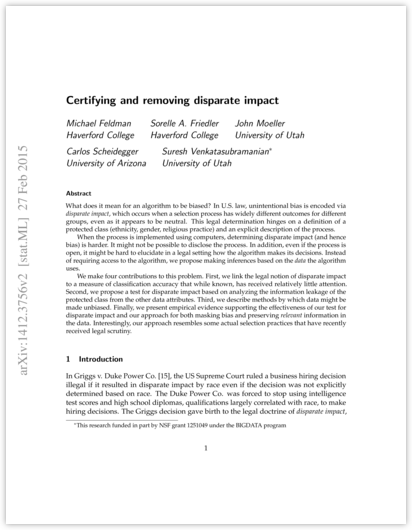 Certifying and removing disparate impact
Michael Feldman Sorelle A. Friedler John Moeller
Haverford College Haverford College University of Utah
Carlos Scheidegger Suresh Venkatasubramanian*
University of Arizona University of Utah
arXiv:1412.3756v2 [stat.ML] 27 Feb 2015
Abstract
What does it mean for an algorithm to be biased? In U.S. law, unintentional bias is encoded via
disparate impact, which occurs when a selection process has widely different outcomes for different
groups, even as it appears to be neutral. This legal determination hinges on a definition of a
protected class (ethnicity, gender, religious practice) and an explicit description of the process.
When the process is implemented using computers, determining disparate impact (and hence
bias) is harder. It might not be possible to disclose the process. In addition, even if the process is
open, it might be hard to elucidate in a legal setting how the algorithm makes its decisions. Instead
of requiring access to the algorithm, we propose making inferences based on the data the algorithm
uses.
We make four contributions to this problem. First, we link the legal notion of disparate impact
to a measure of classification accuracy that while known, has received relatively little attention.
Second, we propose a test for disparate impact based on analyzing the information leakage of the
protected class from the other data attributes. Third, we describe methods by which data might be
made unbiased. Finally, we present empirical evidence supporting the effectiveness of our test for
disparate impact and our approach for both masking bias and preserving relevant information in
the data. Interestingly, our approach resembles some actual selection practices that have recently
received legal scrutiny.
1 Introduction
In Griggs v. Duke Power Co. [15], the US Supreme Court ruled a business hiring decision
illegal if it resulted in disparate impact by race even if the decision was not explicitly
determined based on race. The Duke Power Co. was forced to stop using intelligence
test scores and high school diplomas, qualifications largely correlated with race, to make
hiring decisions. The Griggs decision gave birth to the legal doctrine of disparate impact,
*This research funded in part by NSF grant 1251049 under the BIGDATA program
1